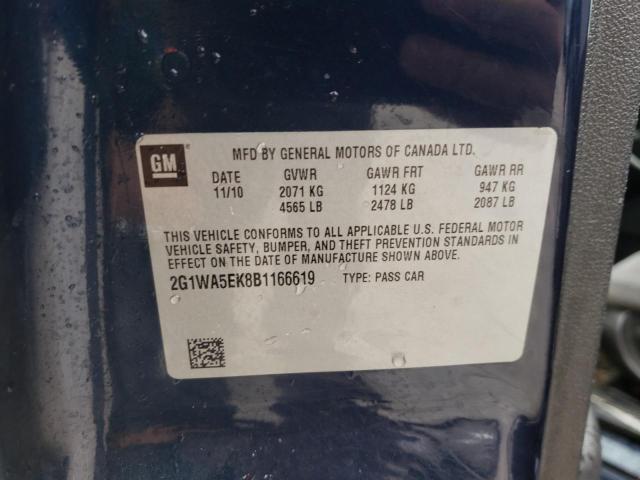 GM
MFD BY GENERAL MOTORS OF CANADA LTD.
DATE GVWR GAWR FRT GAWR RR
11/10 2071 KG 1124 KG 947 KG
4565 LB 2478 LB 2087 LB
THIS VEHICLE CONFORMS TO ALL APPLICABLE U.S. FEDERAL MOTOR
VEHICLE SAFETY, BUMPER, AND THEFT PREVENTION STANDARDS IN
EFFECT ON THE DATE OF MANUFACTURE SHOWN ABOVE.
2G1WA5EK8B1166619 TYPE: PASS CAR